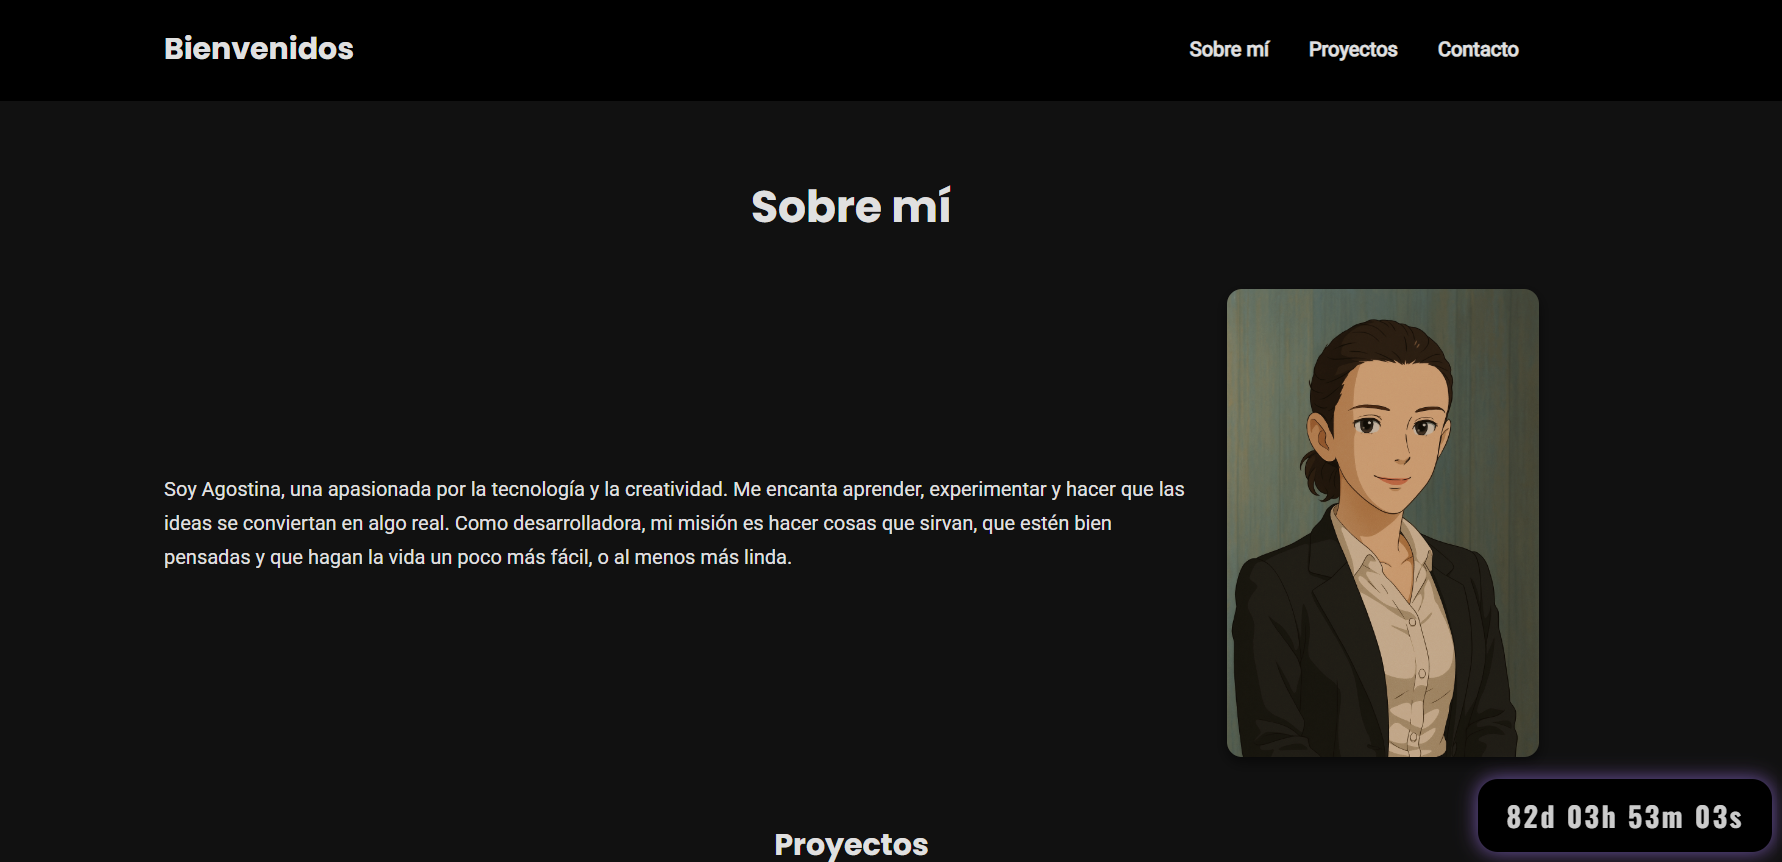 Bienvenidos
Sobre mí Proyectos Contacto
Sobre mí
Soy Agostina, una apasionada por la tecnología y la creatividad. Me encanta aprender, experimentar y hacer que las
ideas se conviertan en algo real. Como desarrolladora, mi misión es hacer cosas que sirvan, que estén bien
pensadas y que hagan la vida un poco más fácil, o al menos más linda.
82d 03h 53m 03s
Proyectos